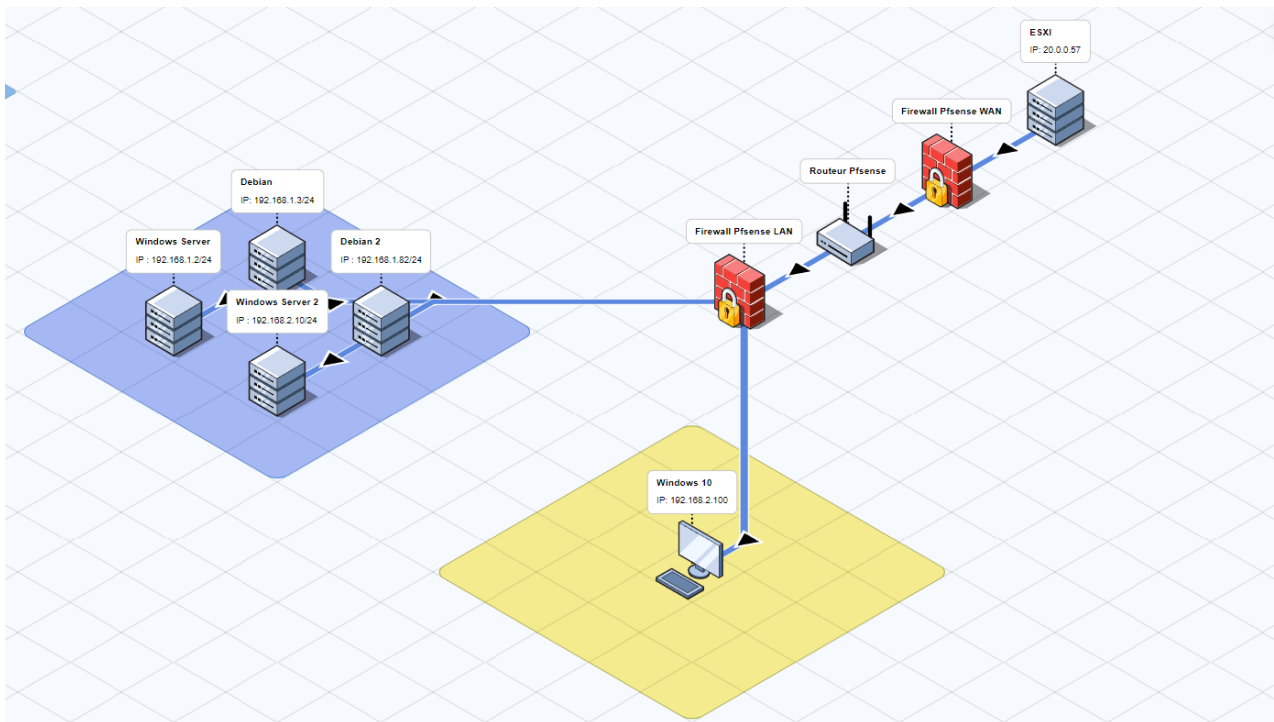 ESXI
IP: 20.0.0.57
Firewall Pfsense WAN
Routeur Pfsense
Firewall Pfsense LAN
Debian
IP: 192.168.1.3/24
Windows Server
IP : 192.168.1.2/24
Debian 2
IP : 192.168.1.82/24
Windows Server 2
IP : 192.168.2.10/24
Windows 10
IP: 192.168.2.100